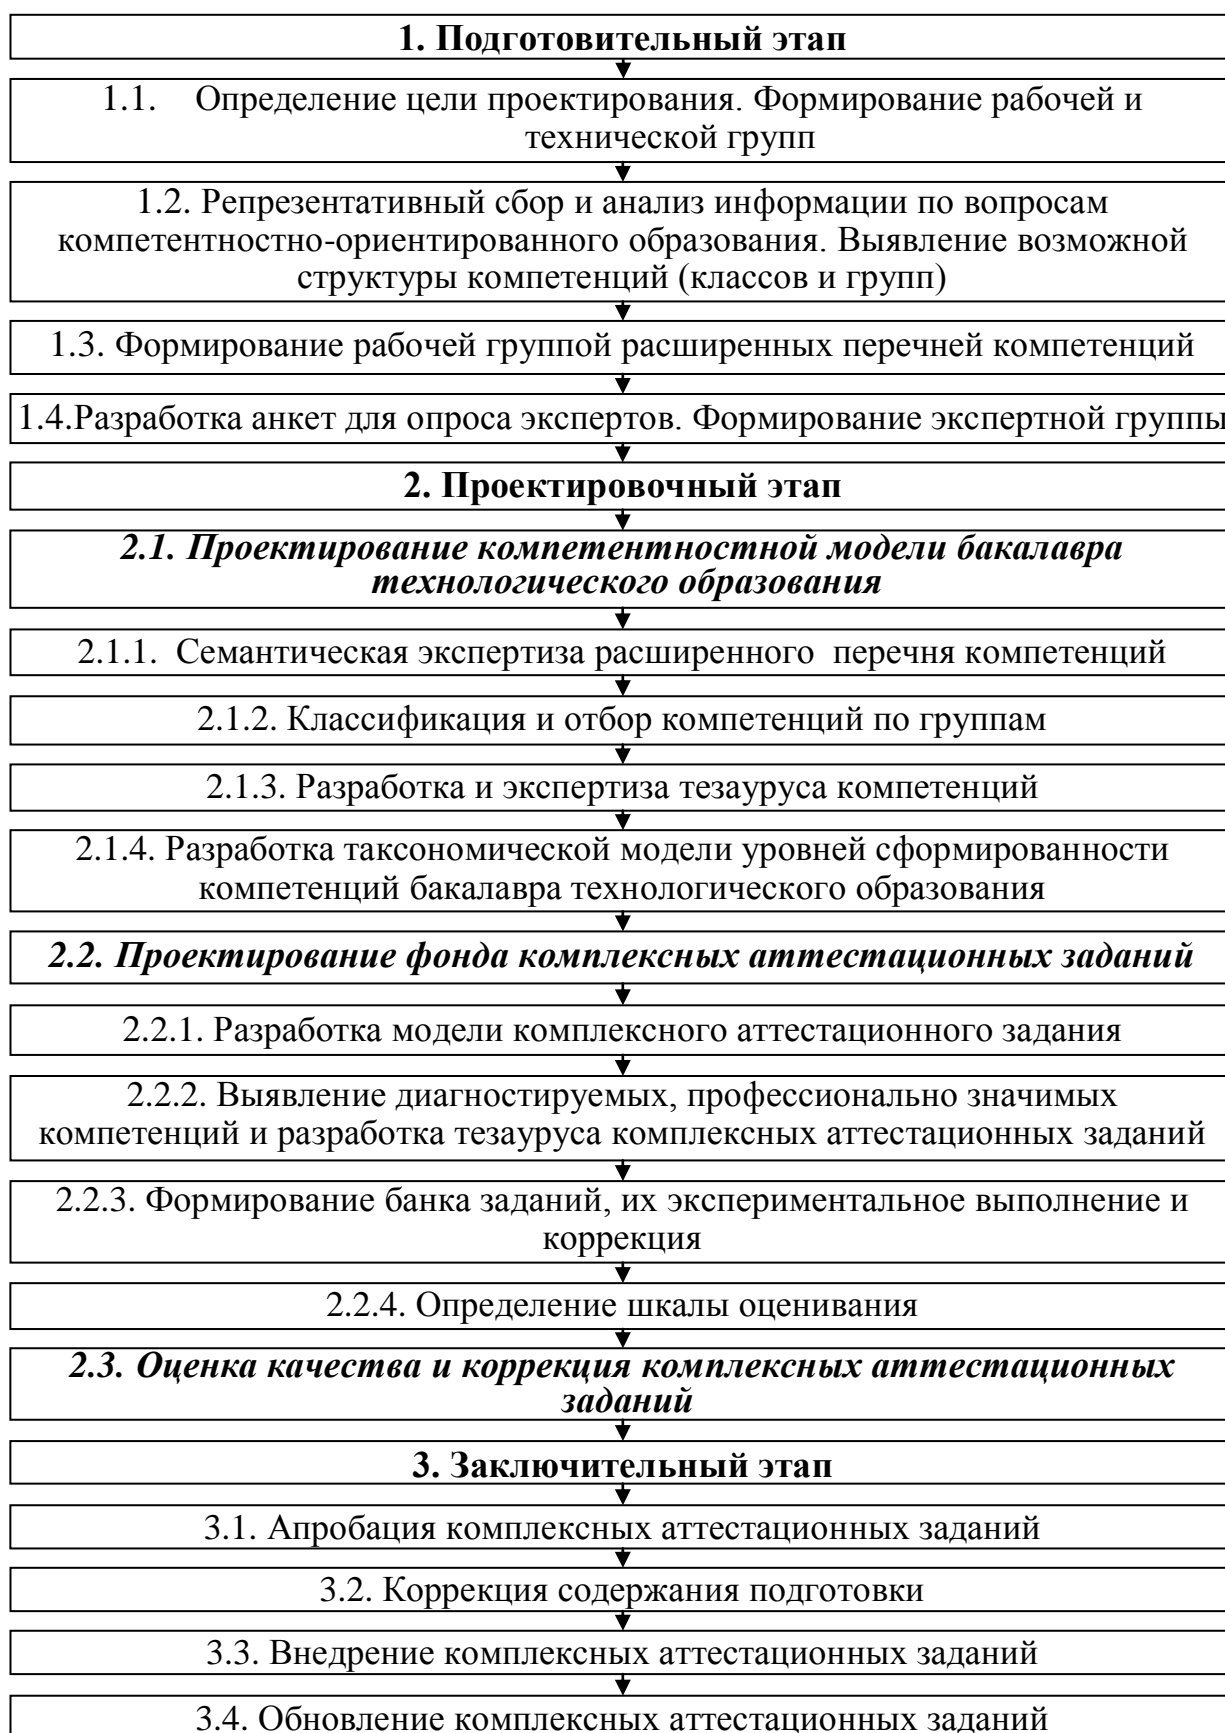 1. Подготовительный этап
1.1. Определение цели проектирования. Формирование рабочей и
технической групп
1.2. Репрезентативный сбор и анализ информации по вопросам
компетентностно-ориентированного образования. Выявление возможной
структуры компетенций (классов и групп)
1.3. Формирование рабочей группой расширенных перечней компетенций
1.4.Разработка анкет для опроса экспертов. Формирование экспертной группы
2. Проектировочный этап
2.1. Проектирование компетентностной модели бакалавра
технологического образования
2.1.1. Семантическая экспертиза расширенного перечня компетенций
2.1.2. Классификация и отбор компетенций по группам
2.1.3. Разработка и экспертиза тезауруса компетенций
2.1.4. Разработка таксономической модели уровней сформированности
компетенций бакалавра технологического образования
2.2. Проектирование фонда комплексных аттестационных заданий
2.2.1. Разработка модели комплексного аттестационного задания
2.2.2. Выявление диагностируемых, профессионально значимых
компетенций и разработка тезауруса комплексных аттестационных заданий
2.2.3. Формирование банка заданий, их экспериментальное выполнение и
коррекция
2.2.4. Определение шкалы оценивания
2.3. Оценка качества и коррекция комплексных аттестационных
заданий
3. Заключительный этап
3.1. Апробация комплексных аттестационных заданий
3.2. Коррекция содержания подготовки
3.3. Внедрение комплексных аттестационных заданий
3.4. Обновление комплексных аттестационных заданий